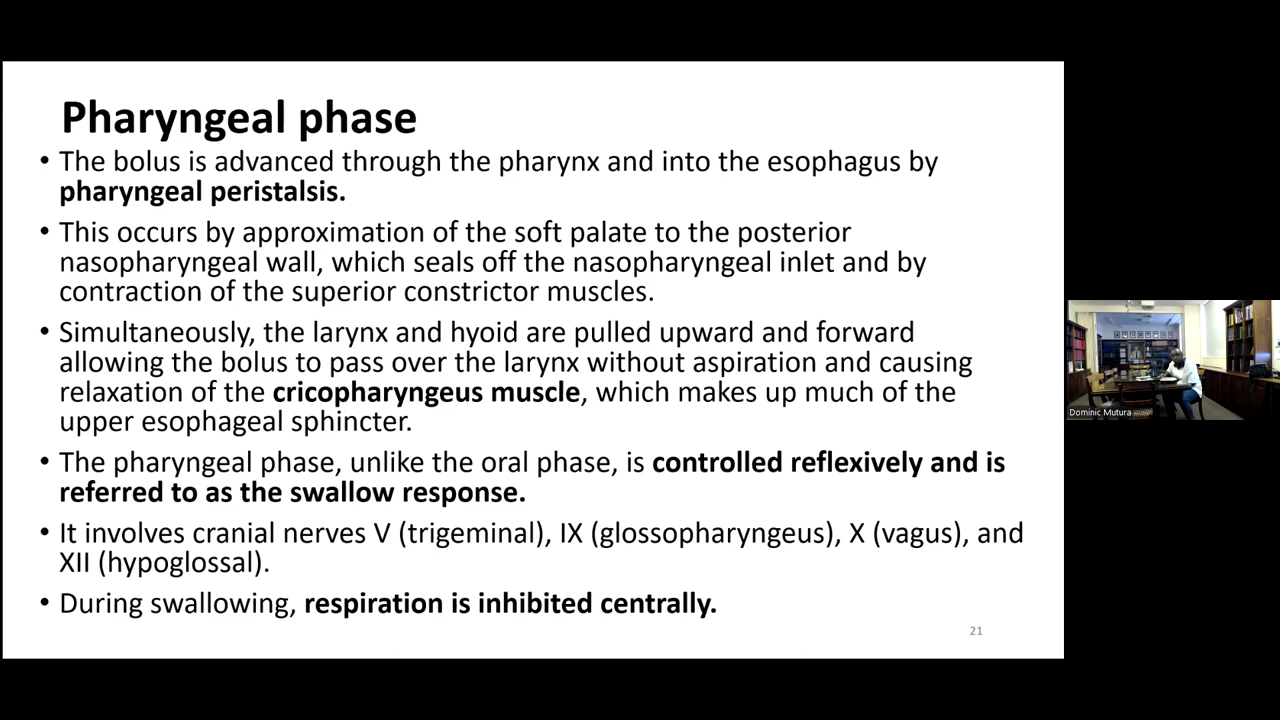 Pharyngeal phase
• The bolus is advanced through the pharynx and into the esophagus by
pharyngeal peristalsis.
• This occurs by approximation of the soft palate to the posterior
nasopharyngeal wall, which seals off the nasopharyngeal inlet and by
contraction of the superior constrictor muscles.
• Simultaneously, the larynx and hyoid are pulled upward and forward
allowing the bolus to pass over the larynx without aspiration and causing
relaxation of the cricopharyngeus muscle, which makes up much of the
upper esophageal sphincter.
• The pharyngeal phase, unlike the oral phase, is controlled reflexively and is
referred to as the swallow response.
• It involves cranial nerves V (trigeminal), IX (glossopharyngeus), X (vagus), and
XII (hypoglossal).
• During swallowing, respiration is inhibited centrally.
21
Dominic Mutura